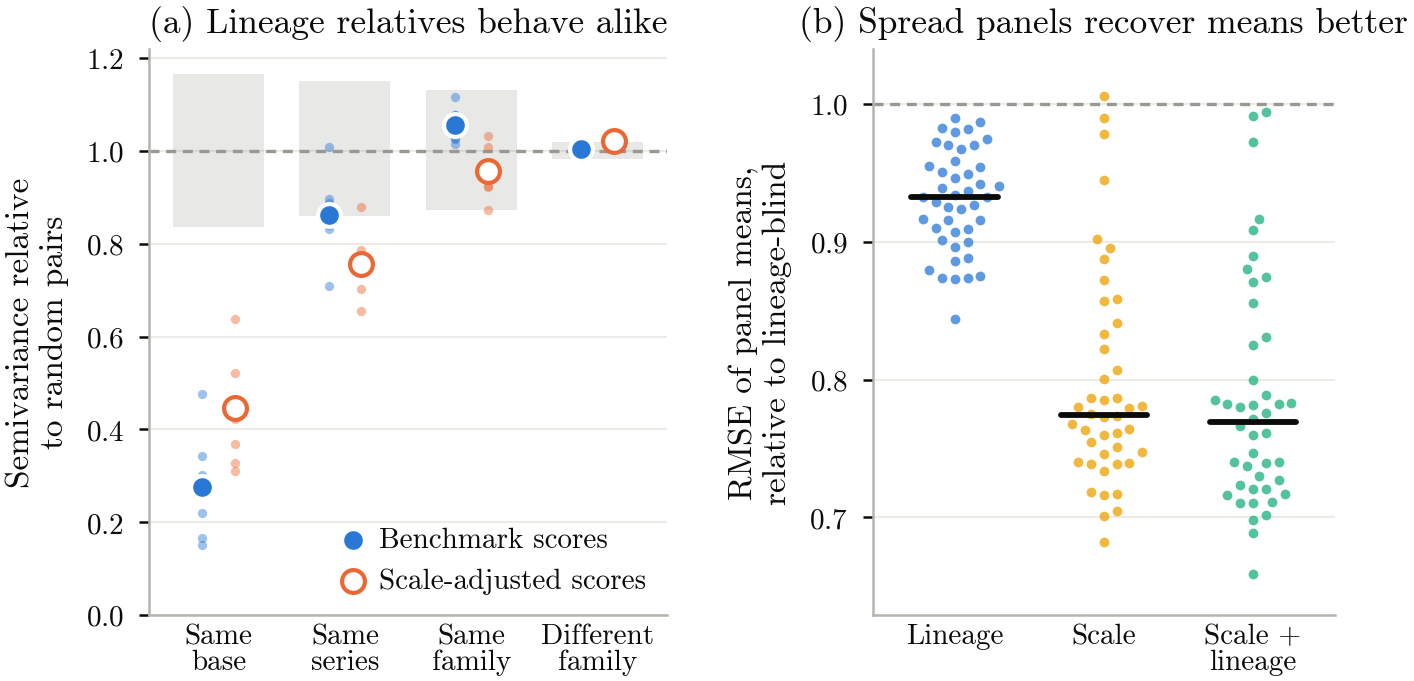 (a) Lineage relatives behave alike
Semivariance relative
to random pairs
1.2
1.0
0.8
0.6
0.4
0.2
0.0
Benchmark scores
Scale-adjusted scores
Same
base
Same
series
Same
family
Different
family
(b) Spread panels recover means better
RMSE of panel means,
relative to lineage-blind
1.0
0.9
0.8
0.7
Lineage
Scale
Scale +
lineage